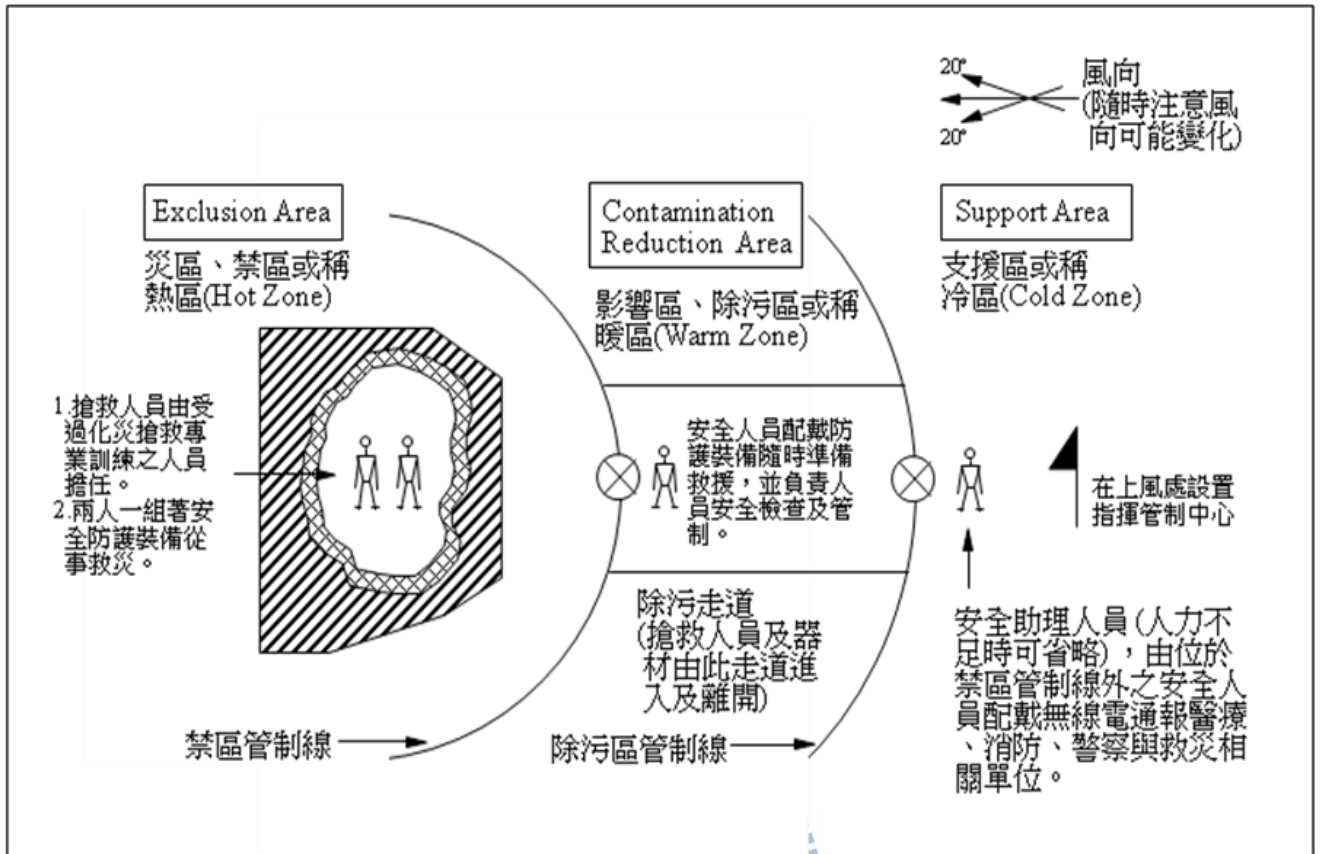 20°
風向
(隨時注意風
向可能變化)
20°
Exclusion Area
災區、禁區或稱
熱區(Hot Zone)
Contamination
Reduction Area
影響區、除污區或稱
暖區(Warm Zone)
Support Area
支援區或稱
冷區(Cold Zone)
1.搶救人員由受
過化災搶救專
業訓練之人員
擔任。
2.兩人一組著安
全防護裝備從
事救災。
安全人員配戴防
護裝備隨時準備
救援，並負責人
員安全檢查及管
制。
在上風處設置
指揮管制中心
除污走道
(搶救人員及器
材由此走道進
入及離開)
安全助理人員(人力不
足時可省略)，由位於
禁區管制線外之安全人
員配戴無線電通報醫療
、消防、警察與救災相
關單位。
禁區管制線
除污區管制線